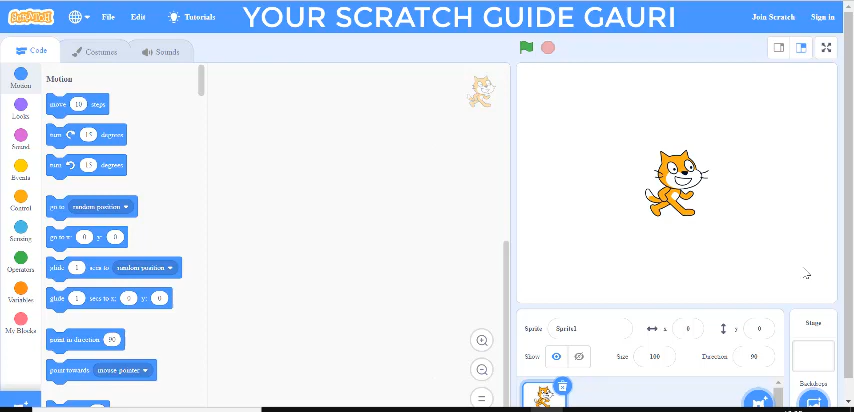 SCRATCH File Edit Tutorials YOUR SCRATCH GUIDE GAURI Join Scratch Sign in
Code Costumes Sounds
Motion
Looks
Sound
Events
Control
Sensing
Operators
Variables
My Blocks
Motion
move 10 steps
turn 15 degrees
turn 15 degrees
go to random position
go to x: 0 y: 0
glide 1 secs to random position
glide 1 secs to x: 0 y: 0
point in direction 90
point towards mouse-pointer
Sprite Sprite1 x 0 y 0
Show Size 100 Direction 90
Stage
Backdrops